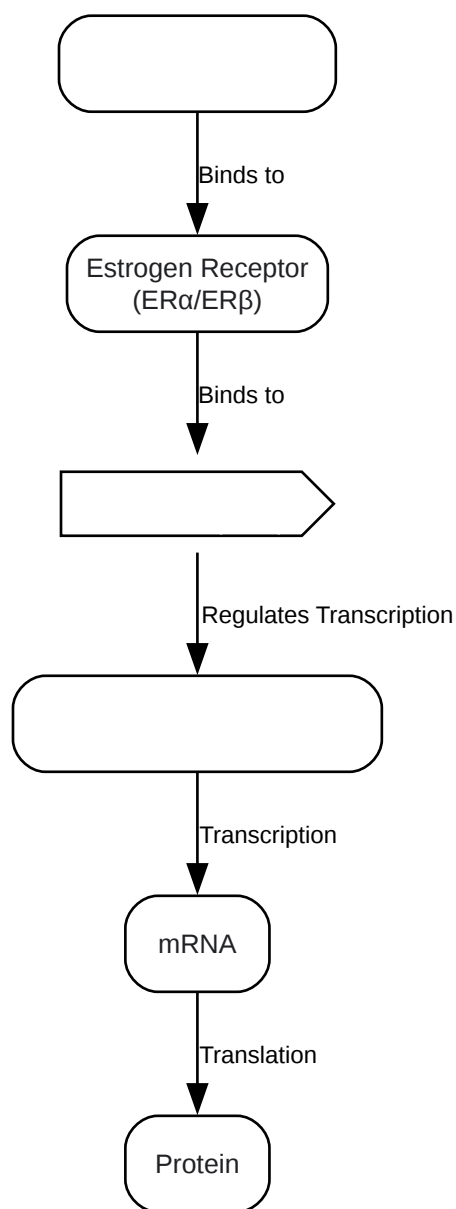 Binds to
Estrogen Receptor
(ERα/ERβ)
Binds to
Regulates Transcription
Transcription
mRNA
Translation
Protein